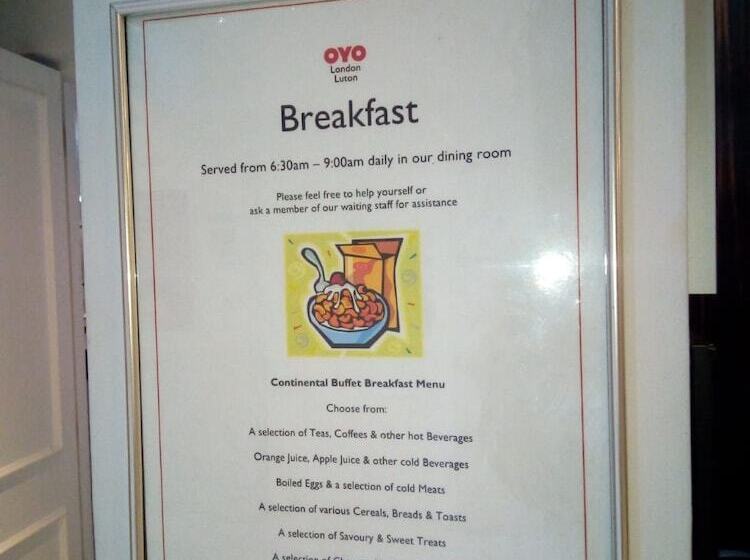 OYO
London
Luton
Breakfast
Served from 6:30am – 9:00am daily in our dining room
Please feel free to help yourself or
ask a member of our waiting staff for assistance
Continental Buffet Breakfast Menu
Choose from:
A selection of Teas, Coffees & other hot Beverages
Orange Juice, Apple Juice & other cold Beverages
Boiled Eggs & a selection of cold Meats
A selection of various Cereals, Breads & Toasts
A selection of Savoury & Sweet Treats
A selection of